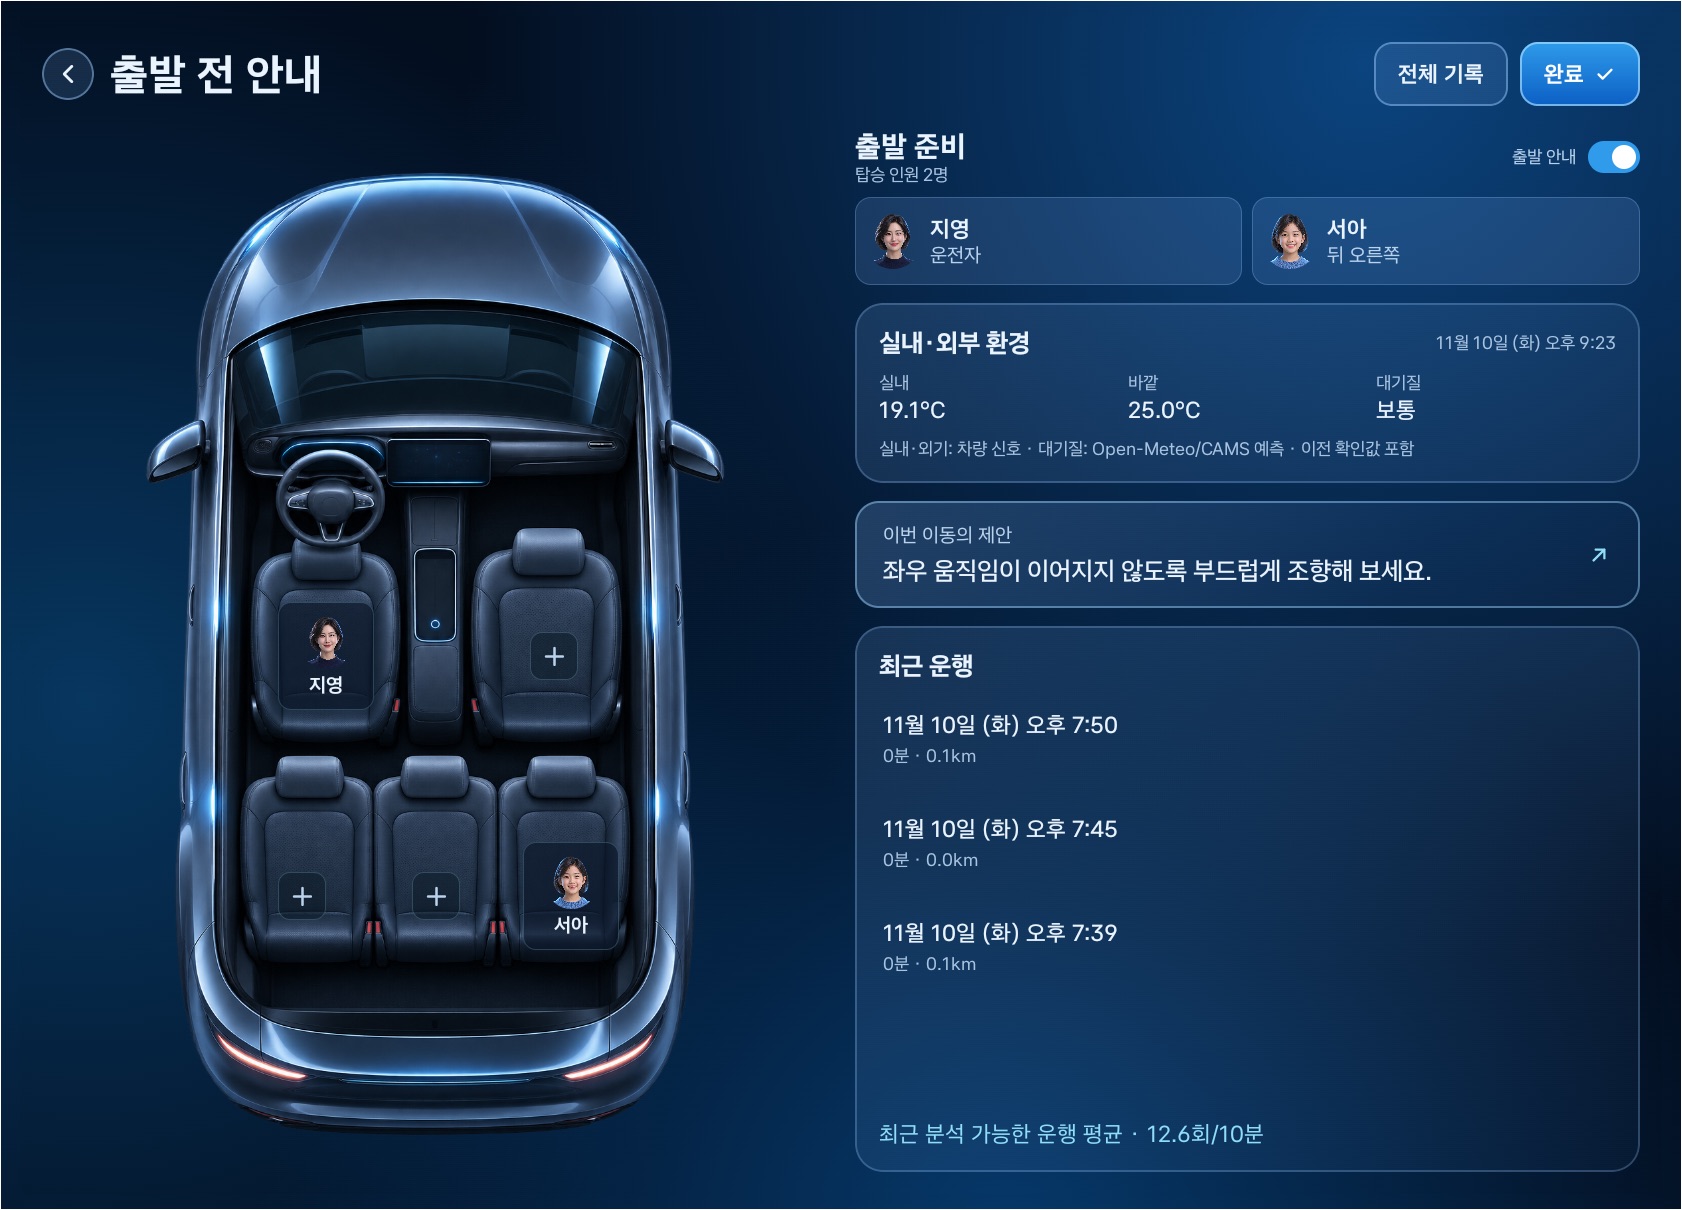 출발 전 안내
전체 기록
완료
출발 준비
탑승 인원 2명
출발 안내
지영
운전자
서아
뒤 오른쪽
실내·외부 환경
11월 10일 (화) 오후 9:23
실내
19.1°C
바깥
25.0°C
대기질
보통
실내·외기: 차량 신호 · 대기질: Open-Meteo/CAMS 예측 · 이전 확인값 포함
이번 이동의 제안
좌우 움직임이 이어지지 않도록 부드럽게 조향해 보세요.
최근 운행
11월 10일 (화) 오후 7:50
0분 · 0.1km
11월 10일 (화) 오후 7:45
0분 · 0.0km
11월 10일 (화) 오후 7:39
0분 · 0.1km
최근 분석 가능한 운행 평균 · 12.6회/10분
지영
서아